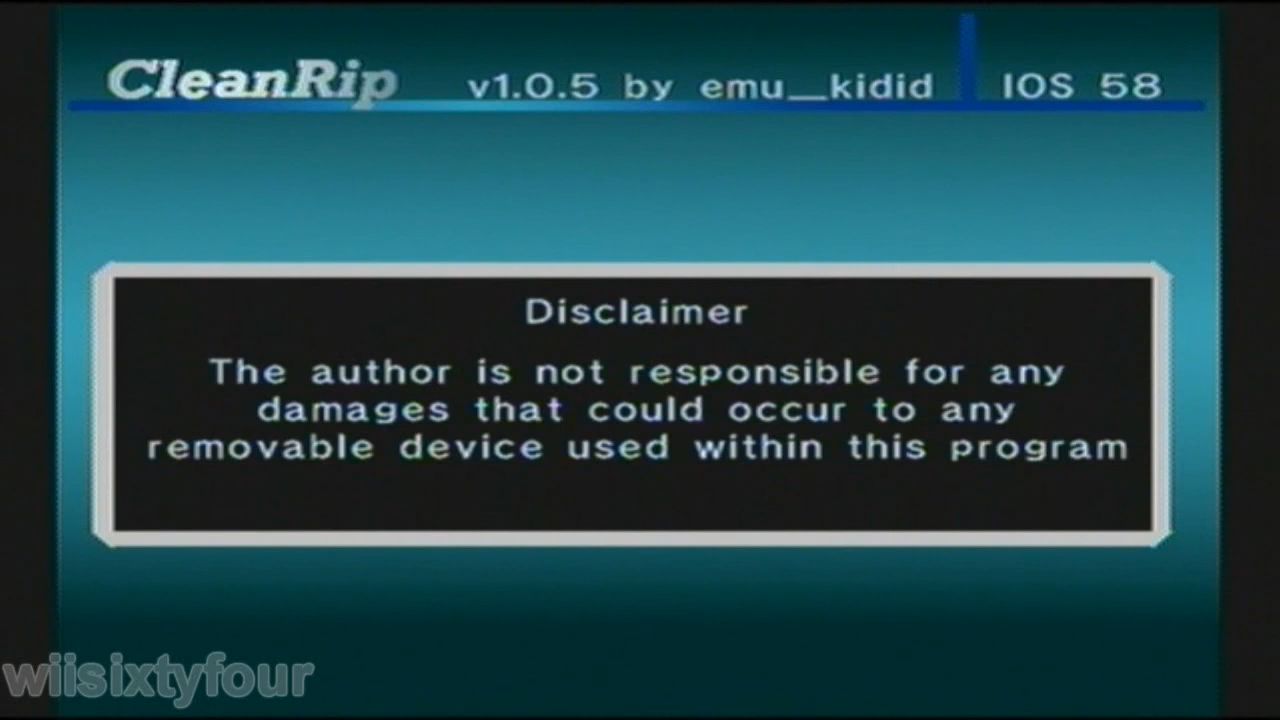 CleanRip v1.0.5 by emu_kidid IOS 58
Disclaimer
The author is not responsible for any
damages that could occur to any
removable device used within this program
wiisixtyfour